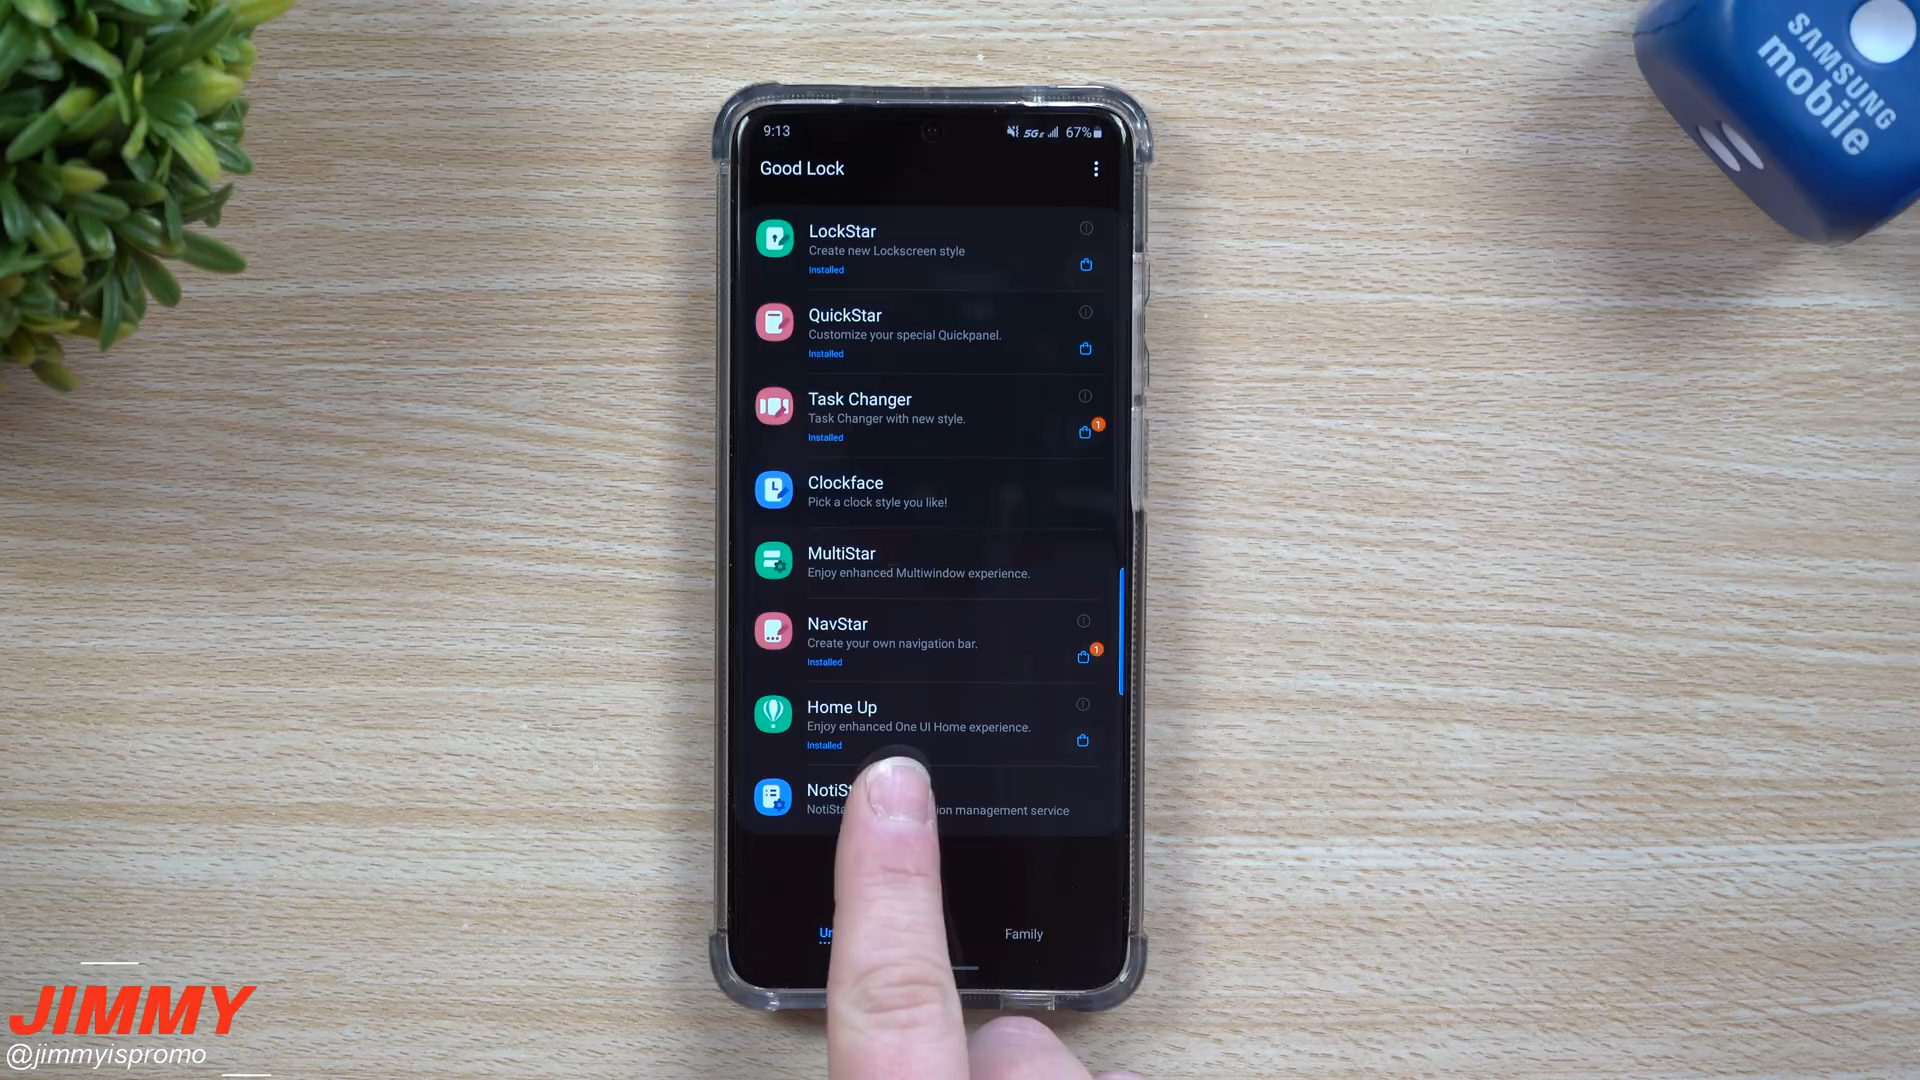 SAMSUNG
mobile
9:13
5GE
67%
Good Lock
LockStar
Create new Lockscreen style
Installed
QuickStar
Customize your special Quickpanel.
Installed
Task Changer
Task Changer with new style.
Installed
1
Clockface
Pick a clock style you like!
MultiStar
Enjoy enhanced Multiwindow experience.
NavStar
Create your own navigation bar.
Installed
1
Home Up
Enjoy enhanced One UI Home experience.
Installed
management service
Family
JIMMY
@jimmyispromo